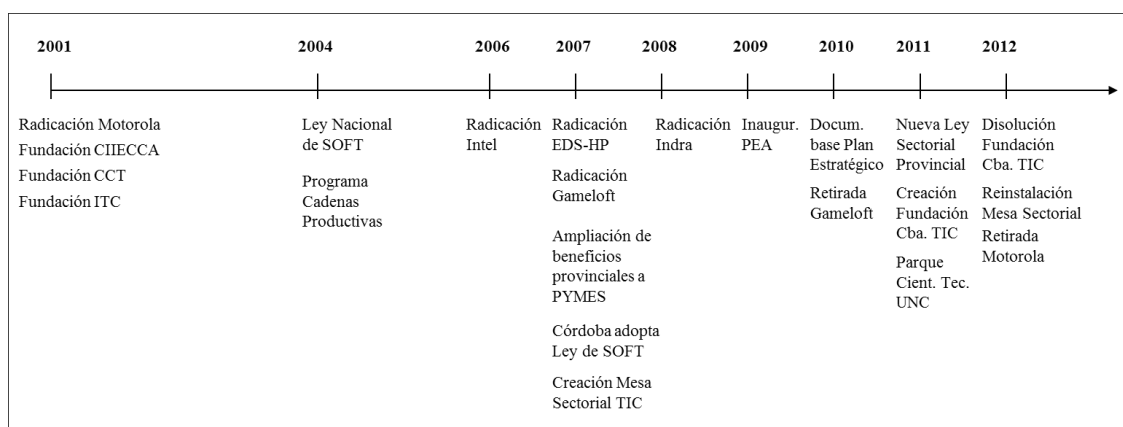 2001
2004
2006
2007
2008
2009
2010
2011
2012
Radicación Motorola
Fundación CIIECCA
Fundación CCT
Fundación ITC
Ley Nacional
de SOFT
Programa
Cadenas
Productivas
Radicación
Intel
Radicación
EDS-HP
Radicación
Gameloft
Ampliación de
beneficios
provinciales a
PYMES
Córdoba adopta
Ley de SOFT
Creación Mesa
Sectorial TIC
Radicación
Indra
Inaugur.
PEA
Docum.
base Plan
Estratégico
Retirada
Gameloft
Nueva Ley
Sectorial
Provincial
Creación
Fundación
Cba. TIC
Parque
Cient. Tec.
UNC
Disolución
Fundación
Cba. TIC
Reinstalación
Mesa Sectorial
Retirada
Motorola